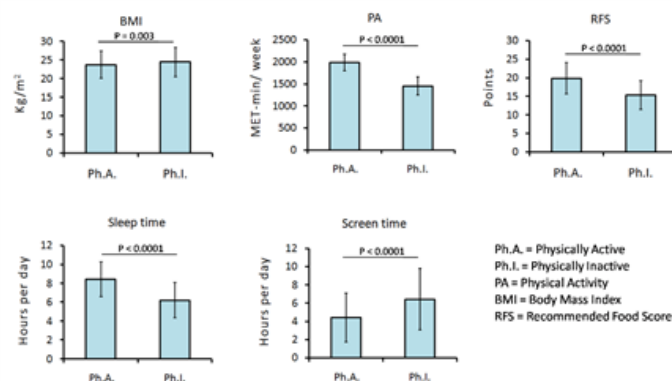 BMI
P = 0.003
Kg/m²
30
25
20
15
10
5
0
Ph.A.
Ph.I.
PA
P < 0.0001
MET-min/ week
2500
2000
1500
1000
500
0
Ph.A.
Ph.I.
RFS
P < 0.0001
Points
30
25
20
15
10
5
0
Ph.A.
Ph.I.
Sleep time
P < 0.0001
Hours per day
12
10
8
6
4
2
0
Ph.A.
Ph.I.
Screen time
P < 0.0001
Hours per day
12
10
8
6
4
2
0
Ph.A.
Ph.I.
Ph.A. = Physically Active
Ph.I. = Physically Inactive
PA = Physical Activity
BMI = Body Mass Index
RFS = Recommended Food Score